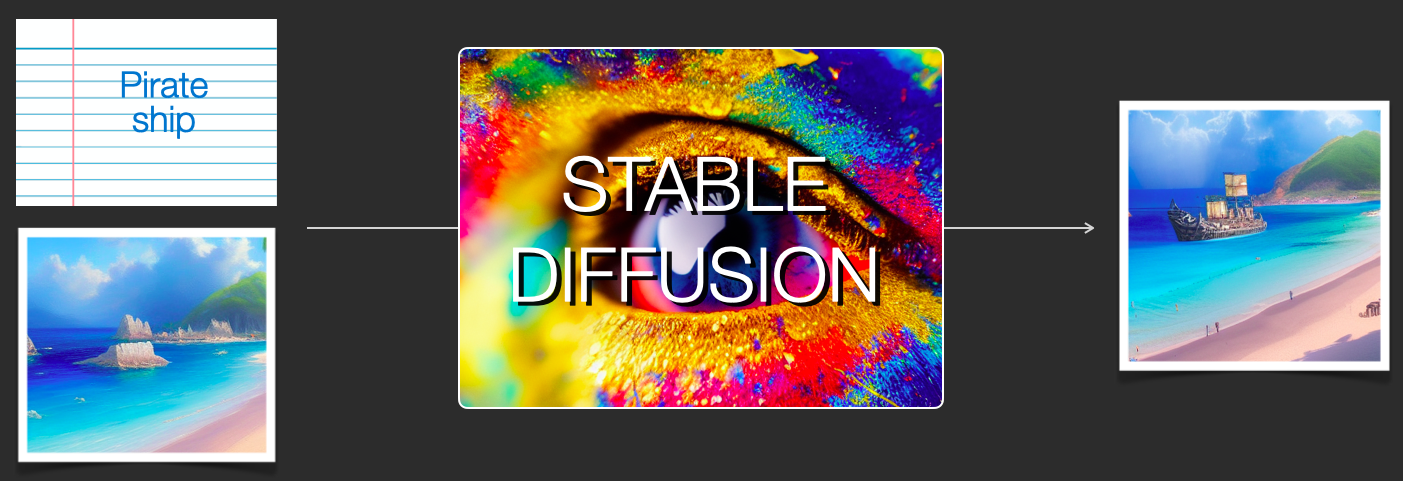 Pirate
ship
STABLE
DIFFUSION